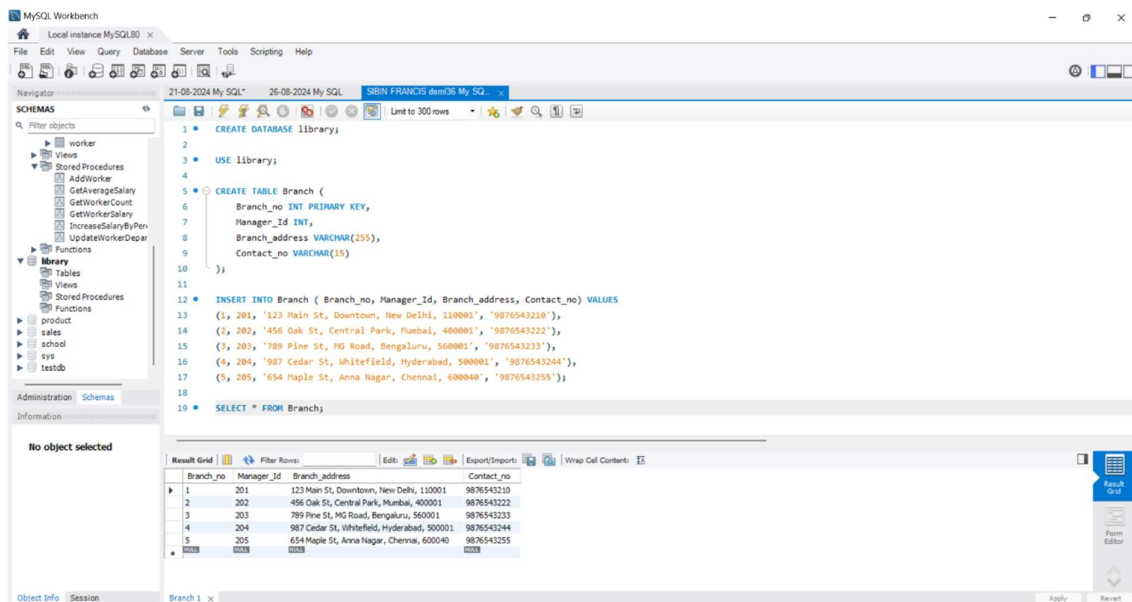 MySQL Workbench
Local instance MySQL80 ×
File Edit View Query Database Server Tools Scripting Help
Navigator
SCHEMAS
Filter objects
worker
Views
Stored Procedures
AddWorker
GetAverageSalary
GetWorkerCount
GetWorkerSalary
IncreaseSalaryByPer
UpdateWorkerDepar
Functions
library
Tables
Views
Stored Procedures
Functions
product
sales
school
sys
testdb
Administration Schemas
Information
No object selected
Object Info Session
21-08-2024 My SQL* 26-08-2024 My SQL SIBIN FRANCIS dsml36 My SQ... ×
Limit to 300 rows
1 CREATE DATABASE library;
2
3 USE library;
4
5 CREATE TABLE Branch (
6 Branch_no INT PRIMARY KEY,
7 Manager_Id INT,
8 Branch_address VARCHAR(255),
9 Contact_no VARCHAR(15)
10 );
11
12 INSERT INTO Branch ( Branch_no, Manager_Id, Branch_address, Contact_no) VALUES
13 (1, 201, '123 Main St, Downtown, New Delhi, 110001', '9876543210'),
14 (2, 202, '456 Oak St, Central Park, Mumbai, 400001', '9876543222'),
15 (3, 203, '789 Pine St, MG Road, Bengaluru, 560001', '9876543233'),
16 (4, 204, '987 Cedar St, Whitefield, Hyderabad, 500001', '9876543244'),
17 (5, 205, '654 Maple St, Anna Nagar, Chennai, 600040', '9876543255');
18
19 SELECT * FROM Branch;
Result Grid Filter Rows: Edit: Export/Import: Wrap Cell Content:
Branch_no Manager_Id Branch_address Contact_no
1 201 123 Main St, Downtown, New Delhi, 110001 9876543210
2 202 456 Oak St, Central Park, Mumbai, 400001 9876543222
3 203 789 Pine St, MG Road, Bengaluru, 560001 9876543233
4 204 987 Cedar St, Whitefield, Hyderabad, 500001 9876543244
5 205 654 Maple St, Anna Nagar, Chennai, 600040 9876543255
NULL NULL NULL NULL
Result
Grid
Form
Editor
Branch 1 ×
Apply Revert